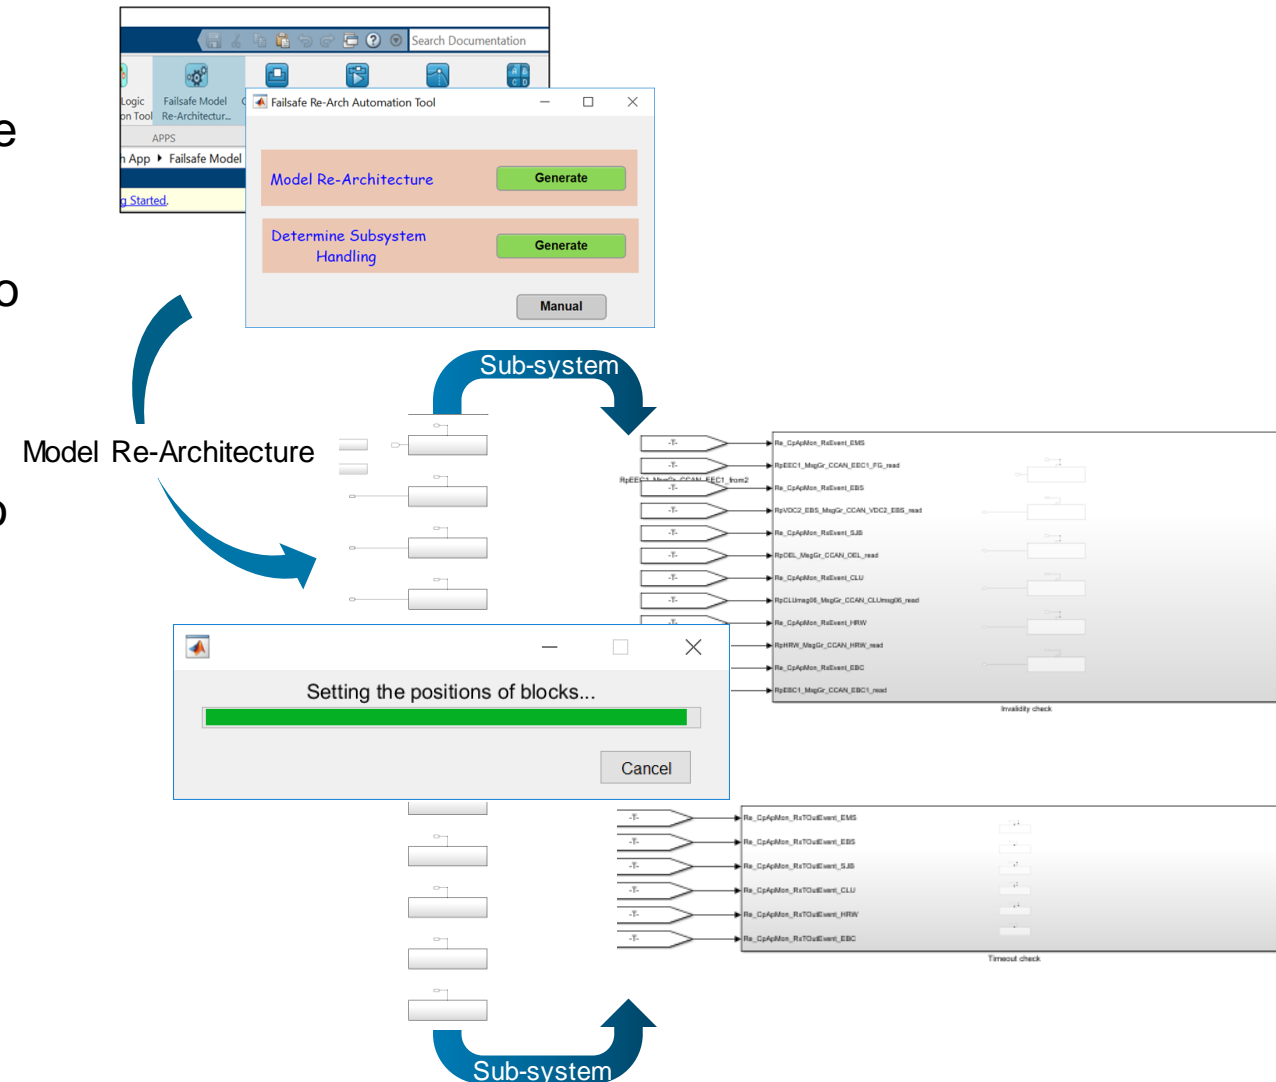 Search Documentation
Logic
on Tool
Failsafe Model
Re-Architectur...
APPS
n App ▸ Failsafe Model
g Started.
Failsafe Re-Arch Automation Tool
Model Re-Architecture
Generate
Determine Subsystem
Handling
Generate
Manual
e
o
o
Sub-system
Model Re-Architecture
-T-
Re_CpApMon_RxEvent_EMS
-T-
RpEEC1_MsgGr_CCAN_EEC1_FG_read
RpEEC1_MsgGr_CCAN_EEC1_from2
-T-
Re_CpApMon_RxEvent_EBS
-T-
RpVDC2_EBS_MsgGr_CCAN_VDC2_EBS_read
-T-
Re_CpApMon_RxEvent_SJB
-T-
RpOEL_MsgGr_CCAN_OEL_read
-T-
Re_CpApMon_RxEvent_CLU
-T-
RpCLUmsg06_MsgGr_CCAN_CLUmsg06_read
-T-
Re_CpApMon_RxEvent_HRW
RpHRW_MsgGr_CCAN_HRW_read
Re_CpApMon_RxEvent_EBC
RpEBC1_MsgGr_CCAN_EBC1_read
Invalidity check
Setting the positions of blocks...
Cancel
-T-
Re_CpApMon_RxTOutEvent_EMS
-T-
Re_CpApMon_RxTOutEvent_EBS
-T-
Re_CpApMon_RxTOutEvent_SJB
-T-
Re_CpApMon_RxTOutEvent_CLU
-T-
Re_CpApMon_RxTOutEvent_HRW
-T-
Re_CpApMon_RxTOutEvent_EBC
Timeout check
Sub-system